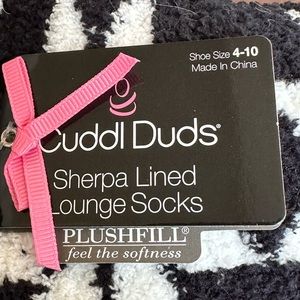 Shoe Size 4-10
Made In China
Cuddl Duds®
Sherpa Lined
Lounge Socks
PLUSHFILL®
feel the softness